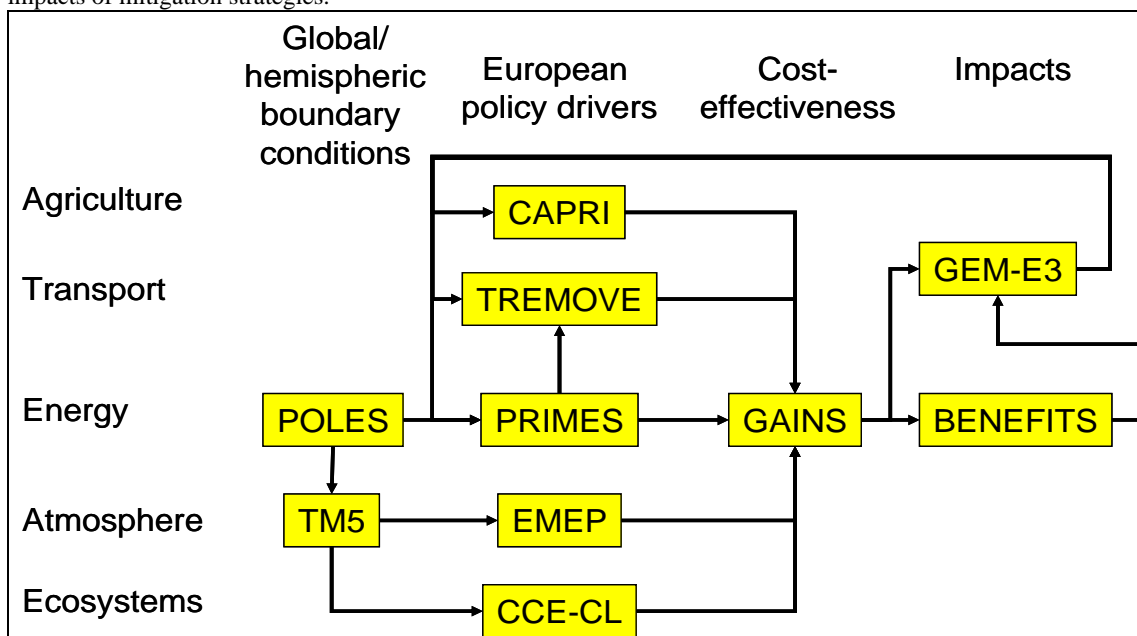 impacts of mitigation strategies.
Global/
hemispheric
boundary
conditions
European
policy drivers
Cost-
effectiveness
Impacts
Agriculture
CAPRI
GEM-E3
Transport
TREMOVE
Energy
POLES
PRIMES
GAINS
BENEFITS
Atmosphere
TM5
EMEP
Ecosystems
CCE-CL